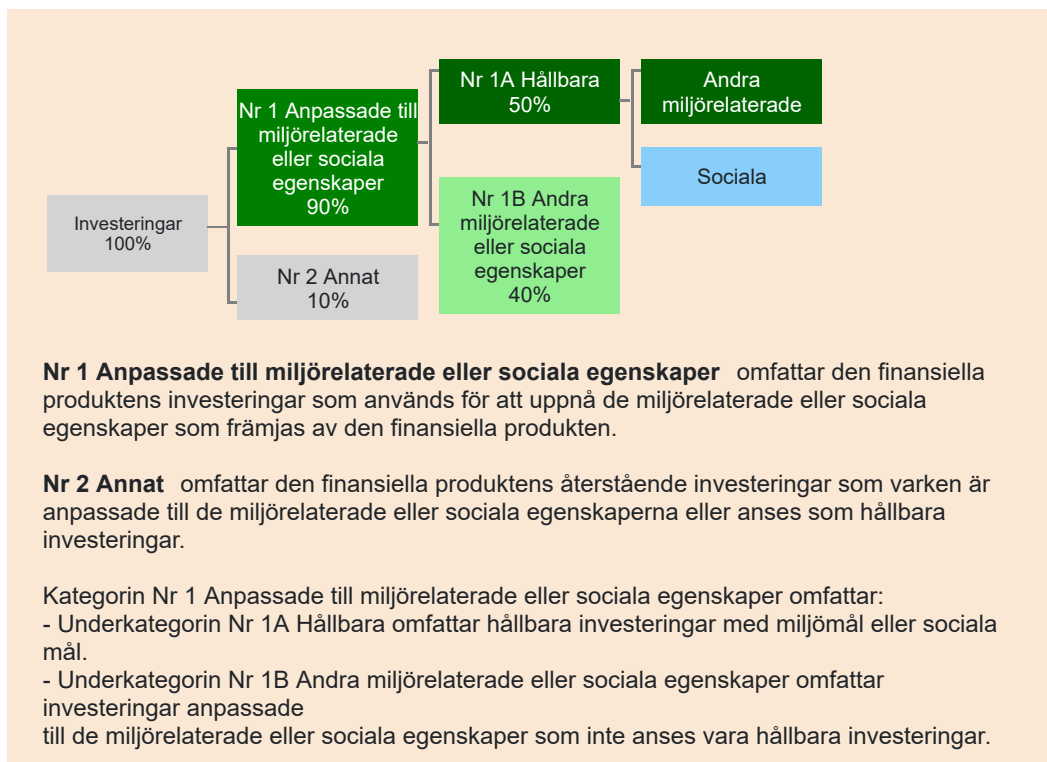 Investeringar
100%
Nr 1 Anpassade till
miljörelaterade
eller sociala
egenskaper
90%
Nr 2 Annat
10%
Nr 1A Hållbara
50%
Nr 1B Andra
miljörelaterade
eller sociala
egenskaper
40%
Andra
miljörelaterade
Sociala
Nr 1 Anpassade till miljörelaterade eller sociala egenskaper omfattar den finansiella
produktens investeringar som används för att uppnå de miljörelaterade eller sociala
egenskaper som främjas av den finansiella produkten.
Nr 2 Annat omfattar den finansiella produktens återstående investeringar som varken är
anpassade till de miljörelaterade eller sociala egenskaperna eller anses som hållbara
investeringar.
Kategorin Nr 1 Anpassade till miljörelaterade eller sociala egenskaper omfattar:
- Underkategorin Nr 1A Hållbara omfattar hållbara investeringar med miljömål eller sociala
mål.
- Underkategorin Nr 1B Andra miljörelaterade eller sociala egenskaper omfattar
investeringar anpassade
till de miljörelaterade eller sociala egenskaper som inte anses vara hållbara investeringar.